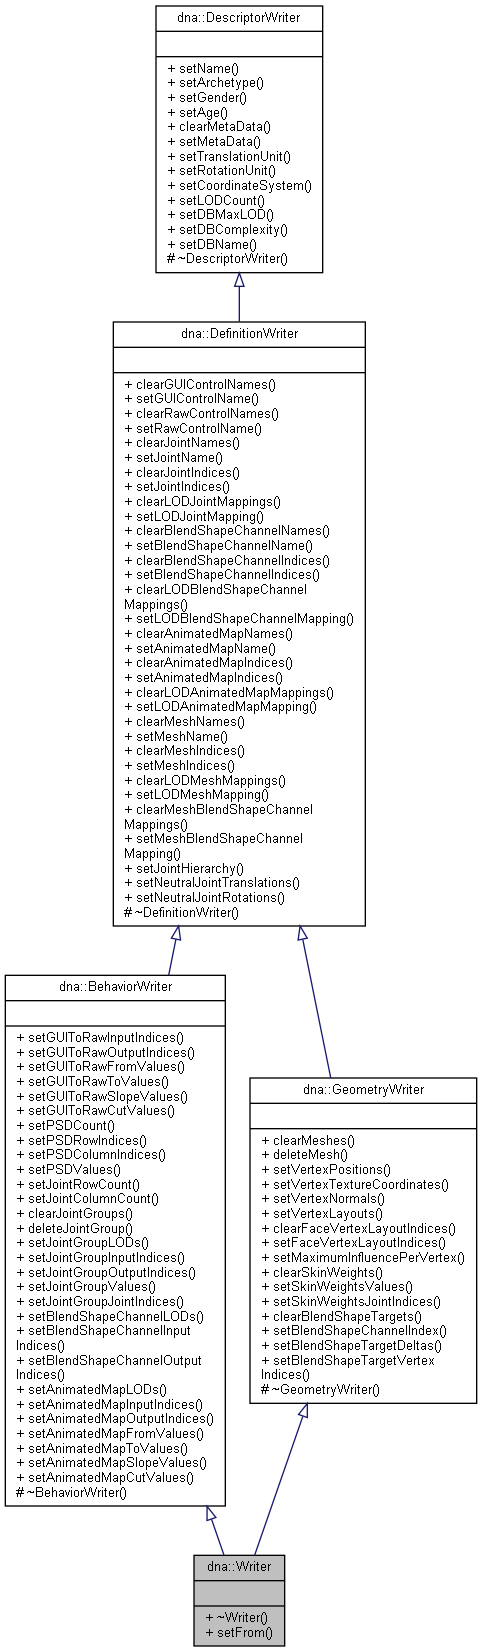 dna::DescriptorWriter
+ setName()
+ setArchetype()
+ setGender()
+ setAge()
+ clearMetaData()
+ setMetaData()
+ setTranslationUnit()
+ setRotationUnit()
+ setCoordinateSystem()
+ setLODCount()
+ setDBMaxLOD()
+ setDBComplexity()
+ setDBName()
# ~DescriptorWriter()
dna::DefinitionWriter
+ clearGUIControlNames()
+ setGUIControlName()
+ clearRawControlNames()
+ setRawControlName()
+ clearJointNames()
+ setJointName()
+ clearJointIndices()
+ setJointIndices()
+ clearLODJointMappings()
+ setLODJointMapping()
+ clearBlendShapeChannelNames()
+ setBlendShapeChannelName()
+ clearBlendShapeChannelIndices()
+ setBlendShapeChannelIndices()
+ clearLODBlendShapeChannel
Mappings()
+ setLODBlendShapeChannelMapping()
+ clearAnimatedMapNames()
+ setAnimatedMapName()
+ clearAnimatedMapIndices()
+ setAnimatedMapIndices()
+ clearLODAnimatedMapMappings()
+ setLODAnimatedMapMapping()
+ clearMeshNames()
+ setMeshName()
+ clearMeshIndices()
+ setMeshIndices()
+ clearLODMeshMappings()
+ setLODMeshMapping()
+ clearMeshBlendShapeChannel
Mappings()
+ setMeshBlendShapeChannel
Mapping()
+ setJointHierarchy()
+ setNeutralJointTranslations()
+ setNeutralJointRotations()
# ~DefinitionWriter()
dna::BehaviorWriter
+ setGUIToRawInputIndices()
+ setGUIToRawOutputIndices()
+ setGUIToRawFromValues()
+ setGUIToRawToValues()
+ setGUIToRawSlopeValues()
+ setGUIToRawCutValues()
+ setPSDCount()
+ setPSDRowIndices()
+ setPSDColumnIndices()
+ setPSDValues()
+ setJointRowCount()
+ setJointColumnCount()
+ clearJointGroups()
+ deleteJointGroup()
+ setJointGroupLODs()
+ setJointGroupInputIndices()
+ setJointGroupOutputIndices()
+ setJointGroupValues()
+ setJointGroupJointIndices()
+ setBlendShapeChannelLODs()
+ setBlendShapeChannelInput
Indices()
+ setBlendShapeChannelOutput
Indices()
+ setAnimatedMapLODs()
+ setAnimatedMapInputIndices()
+ setAnimatedMapOutputIndices()
+ setAnimatedMapFromValues()
+ setAnimatedMapToValues()
+ setAnimatedMapSlopeValues()
+ setAnimatedMapCutValues()
# ~BehaviorWriter()
dna::GeometryWriter
+ clearMeshes()
+ deleteMesh()
+ setVertexPositions()
+ setVertexTextureCoordinates()
+ setVertexNormals()
+ setVertexLayouts()
+ clearFaceVertexLayoutIndices()
+ setFaceVertexLayoutIndices()
+ setMaximumInfluencePerVertex()
+ clearSkinWeights()
+ setSkinWeightsValues()
+ setSkinWeightsJointIndices()
+ clearBlendShapeTargets()
+ setBlendShapeChannelIndex()
+ setBlendShapeTargetDeltas()
+ setBlendShapeTargetVertex
Indices()
# ~GeometryWriter()
dna::Writer
+ ~Writer()
+ setFrom()